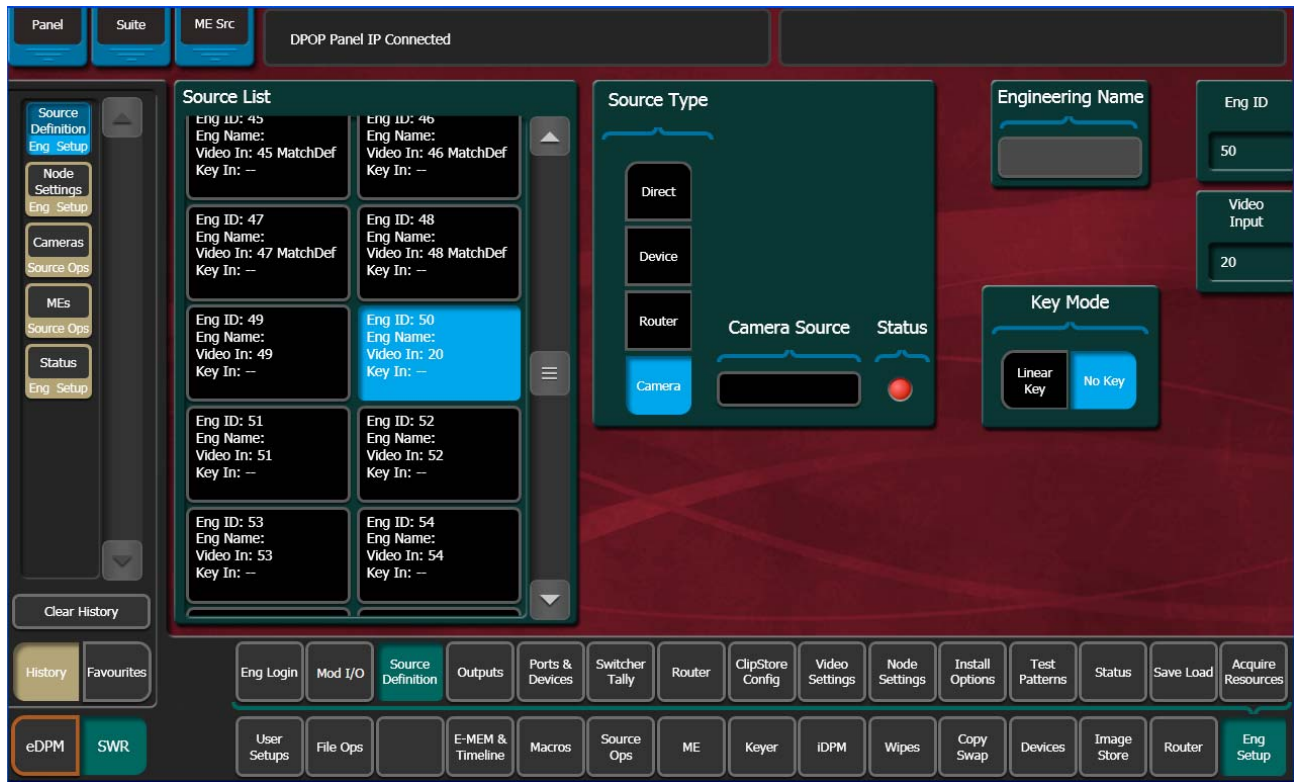 Panel
Suite
ME Src
DPOP Panel IP Connected
Source
Definition
Eng Setup
Node
Settings
Eng Setup
Cameras
Source Ops
MEs
Source Ops
Status
Eng Setup
Clear History
History
Favourites
eDPM
SWR
Source List
Eng ID: 45
Eng Name:
Video In: 45 MatchDef
Key In: --
Eng ID: 46
Eng Name:
Video In: 46 MatchDef
Key In: --
Eng ID: 47
Eng Name:
Video In: 47 MatchDef
Key In: --
Eng ID: 48
Eng Name:
Video In: 48 MatchDef
Key In: --
Eng ID: 49
Eng Name:
Video In: 49
Key In: --
Eng ID: 50
Eng Name:
Video In: 20
Key In: --
Eng ID: 51
Eng Name:
Video In: 51
Key In: --
Eng ID: 52
Eng Name:
Video In: 52
Key In: --
Eng ID: 53
Eng Name:
Video In: 53
Key In: --
Eng ID: 54
Eng Name:
Video In: 54
Key In: --
Source Type
Direct
Device
Router
Camera
Camera Source
Status
Engineering Name
Eng ID
50
Video
Input
20
Key Mode
Linear
Key
No Key
Eng Login
Mod I/O
Source
Definition
Outputs
Ports &
Devices
Switcher
Tally
Router
ClipStore
Config
Video
Settings
Node
Settings
Install
Options
Test
Patterns
Status
Save Load
Acquire
Resources
User
Setups
File Ops
E-MEM &
Timeline
Macros
Source
Ops
ME
Keyer
iDPM
Wipes
Copy
Swap
Devices
Image
Store
Router
Eng
Setup